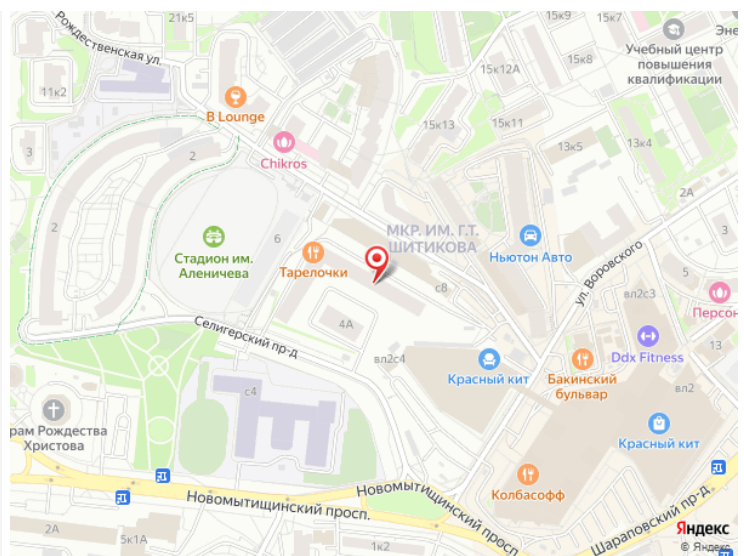 21к5
Рождественская ул.
15к9
15к7
15к8
15к12А
Эне
Учебный центр
повышения
квалификации
11к2
B Lounge
15к13
15к11
3
2
Chikros
13к5
13к4
2А
2
6
МКР. ИМ. Г.Т.
ШИТИКОВА
Стадион им.
Аленичева
Тарелочки
Ньютон Авто
ул. Воровского
с8
вл2с3
Персон
4А
Селигерский пр-д
вл2с4
Ddx Fitness
13
Красный кит
Бакинский
бульвар
вл2
с4
рам Рождества
Христова
Красный кит
Колбасофф
Новомытищинский просп.
Новомытищинский просп
Шараповский пр-д
2А
5к1А
1к2
3
Яндекс
© Яндекс